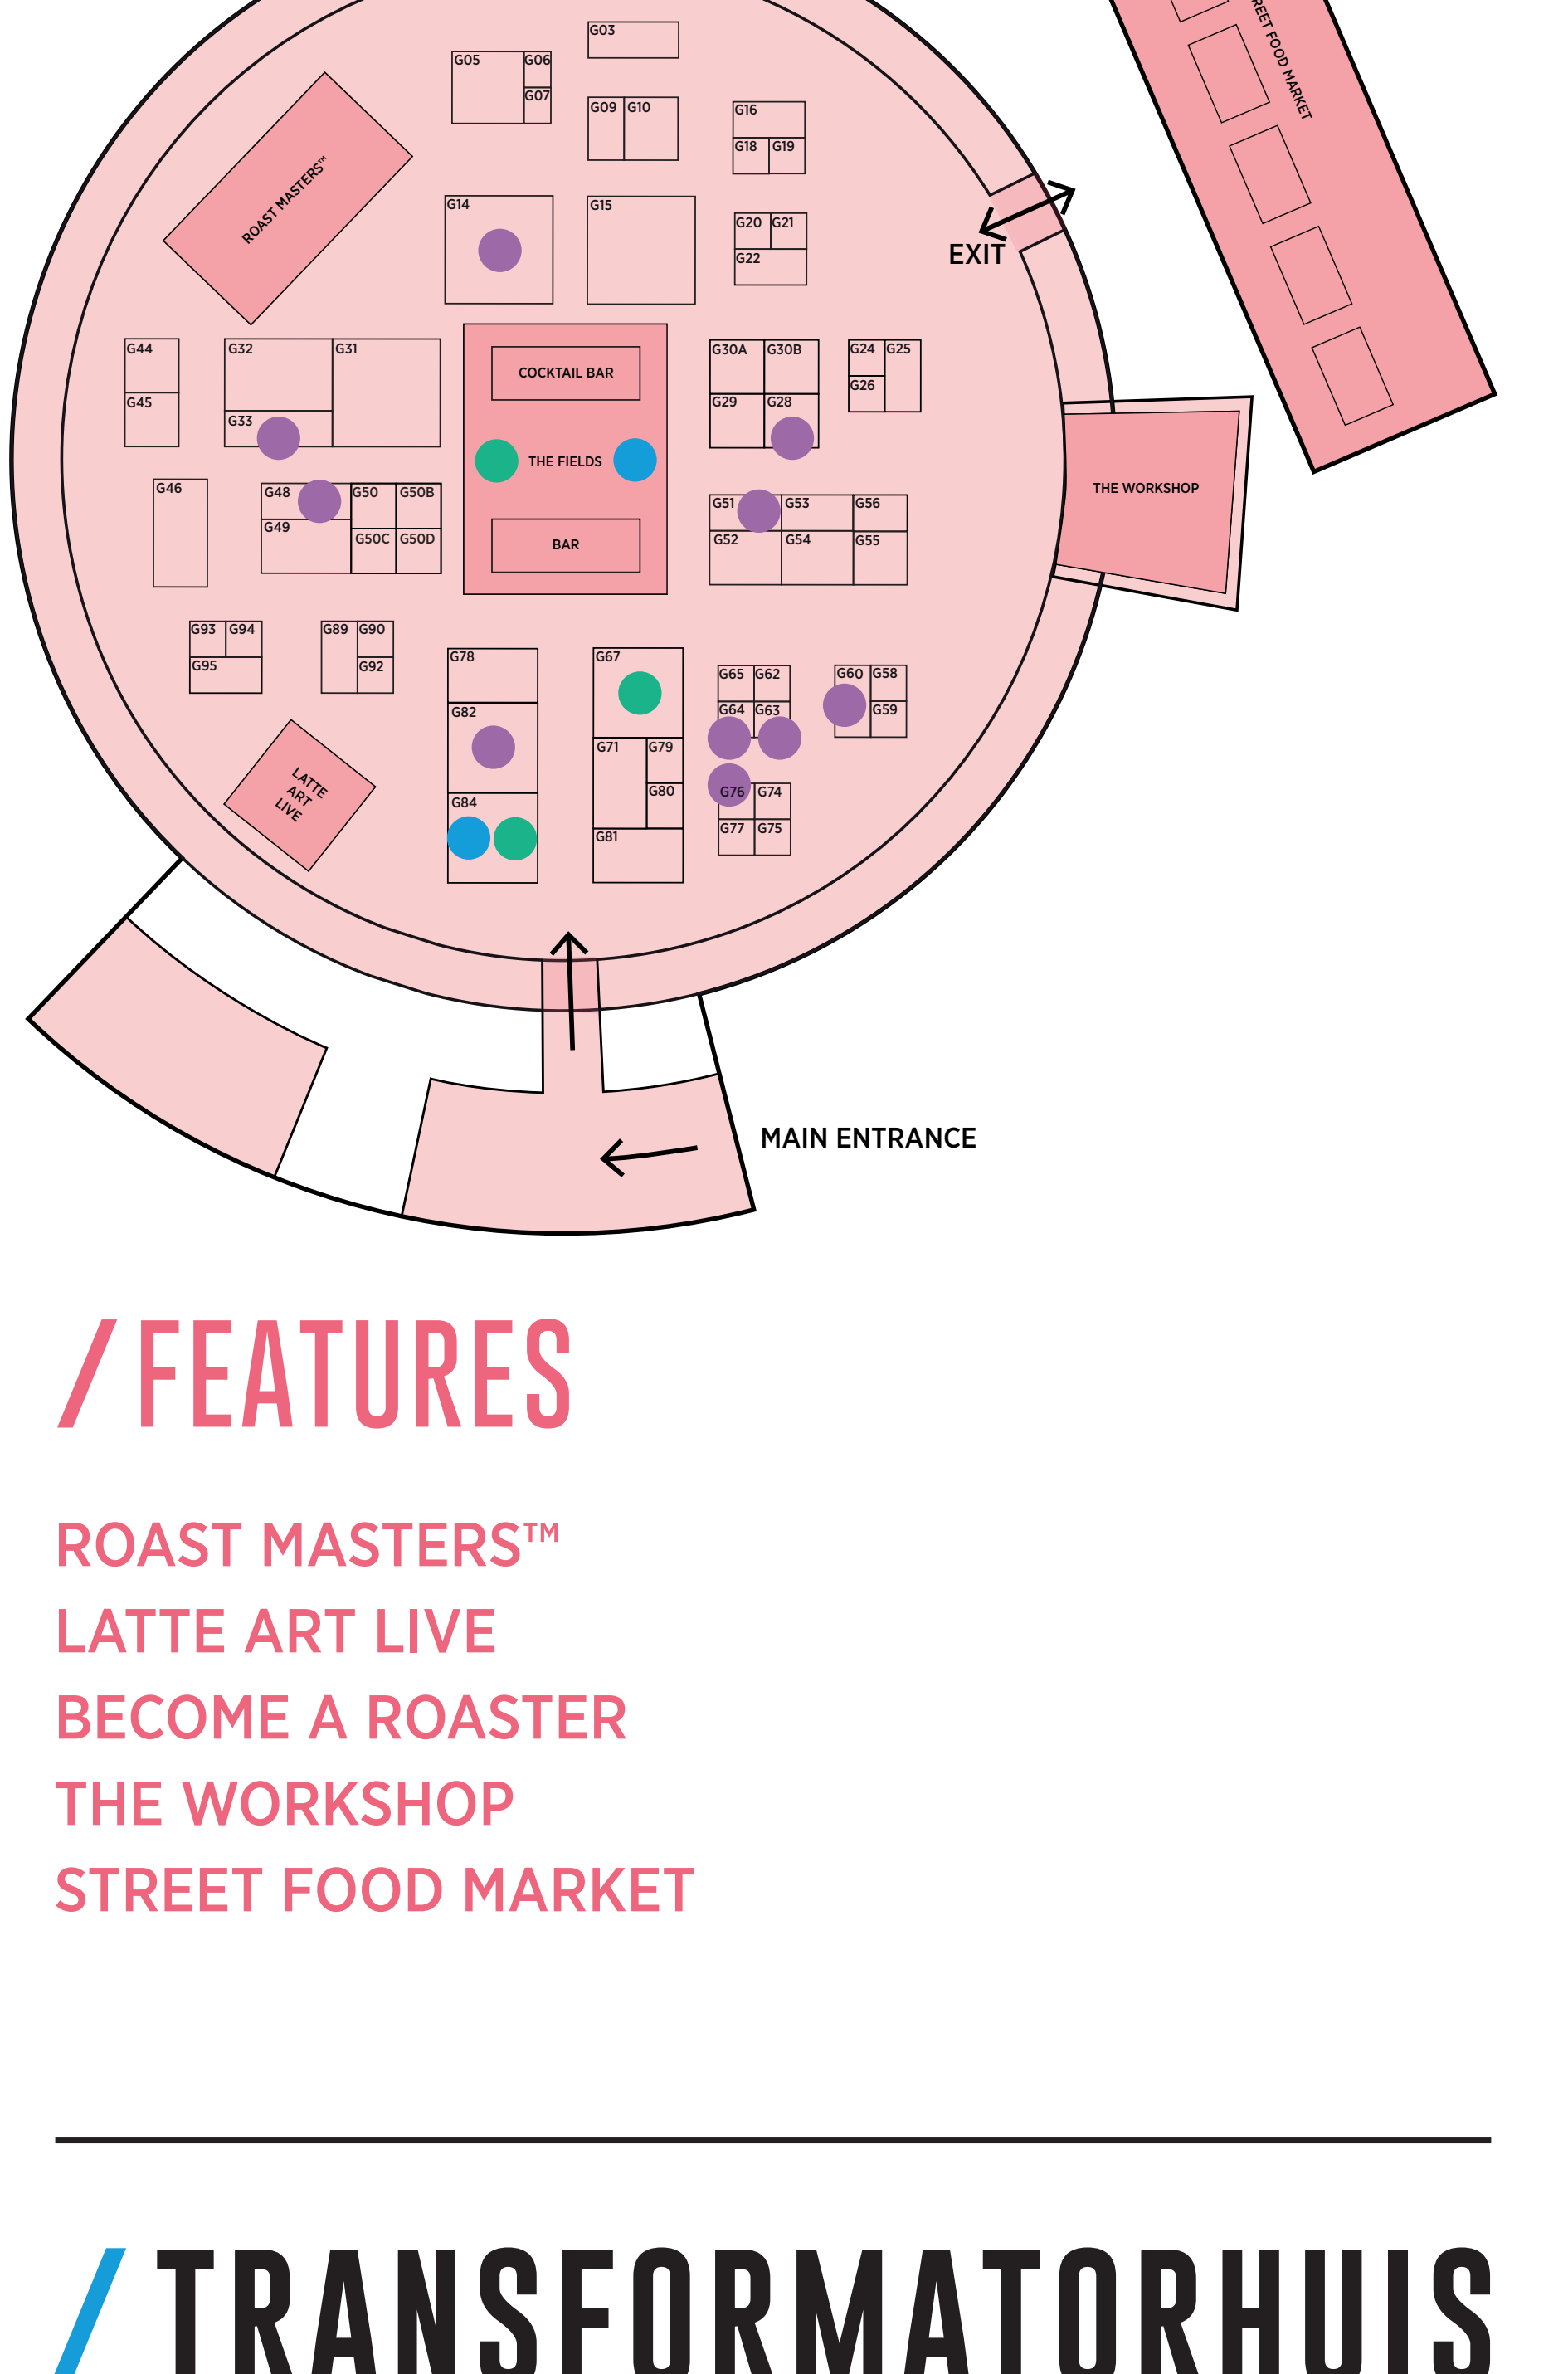 G03
G05
G06
G07
G09
G10
G16
G18
G19
STREET FOOD MARKET
ROAST MASTERS™
G14
G15
G20
G21
G22
EXIT
G44
G45
G32
G31
G33
COCKTAIL BAR
THE FIELDS
BAR
G30A
G30B
G29
G28
G24
G25
G26
THE WORKSHOP
G46
G48
G49
G50
G50B
G50C
G50D
G51
G53
G56
G52
G54
G55
G93
G94
G95
G89
G90
G92
G78
G82
G84
G67
G71
G79
G80
G81
G65
G62
G64
G63
G60
G58
G59
G76
G74
G77
G75
LATTE
ART
LIVE
MAIN ENTRANCE
/FEATURES
ROAST MASTERS™
LATTE ART LIVE
BECOME A ROASTER
THE WORKSHOP
STREET FOOD MARKET
/TRANSFORMATORHUIS